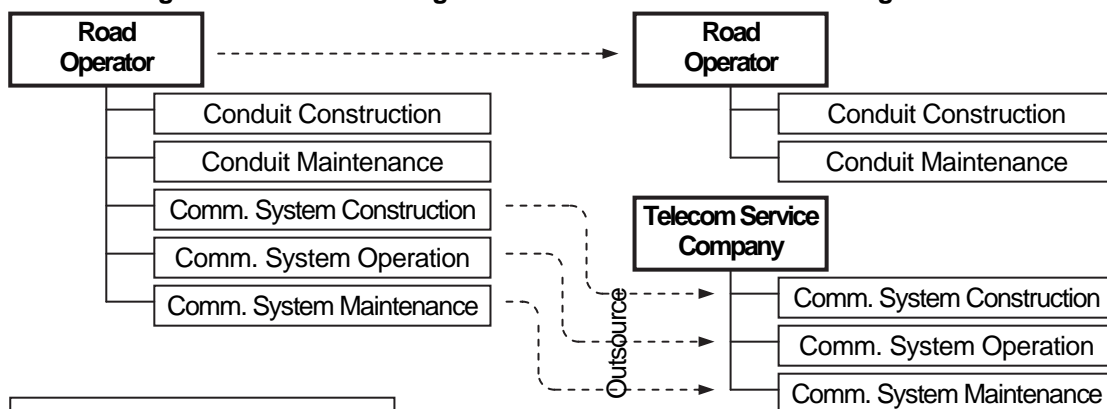 Road
Operator
Conduit Construction
Conduit Maintenance
Comm. System Construction
Comm. System Operation
Comm. System Maintenance
Outsource
Road
Operator
Conduit Construction
Conduit Maintenance
Telecom Service
Company
Comm. System Construction
Comm. System Operation
Comm. System Maintenance